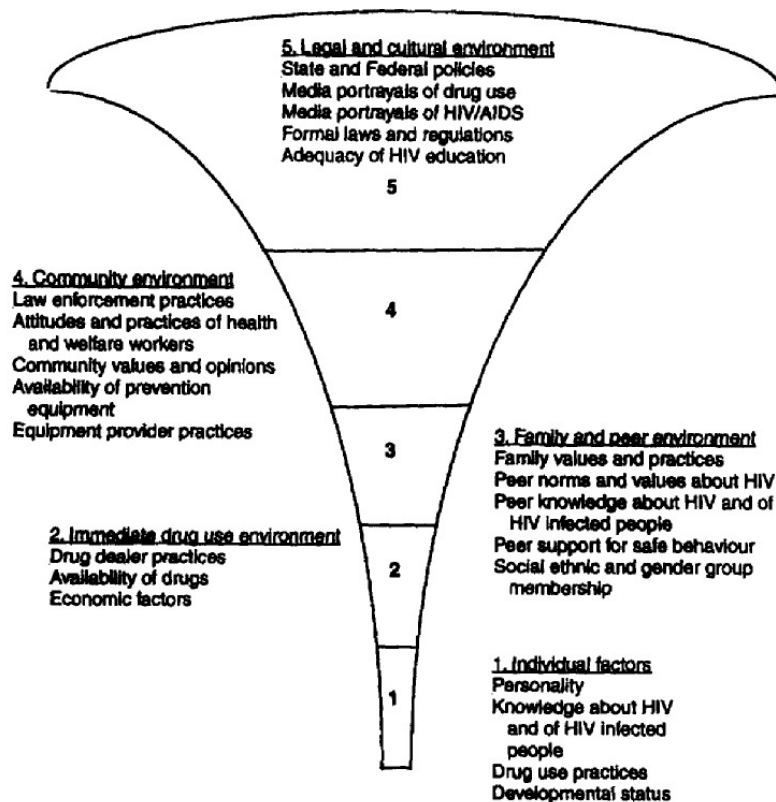 5. Legal and cultural environment
State and Federal policies
Media portrayals of drug use
Media portrayals of HIV/AIDS
Formal laws and regulations
Adequacy of HIV education
5
4. Community environment
Law enforcement practices
Attitudes and practices of health
and welfare workers
Community values and opinions
Availability of prevention
equipment
Equipment provider practices
4
3
3. Family and peer environment
Family values and practices
Peer norms and values about HIV
Peer knowledge about HIV and of
HIV infected people
Peer support for safe behaviour
Social ethnic and gender group
membership
2. Immediate drug use environment
Drug dealer practices
Availability of drugs
Economic factors
2
1
1. Individual factors
Personality
Knowledge about HIV
and of HIV infected
people
Drug use practices
Developmental status